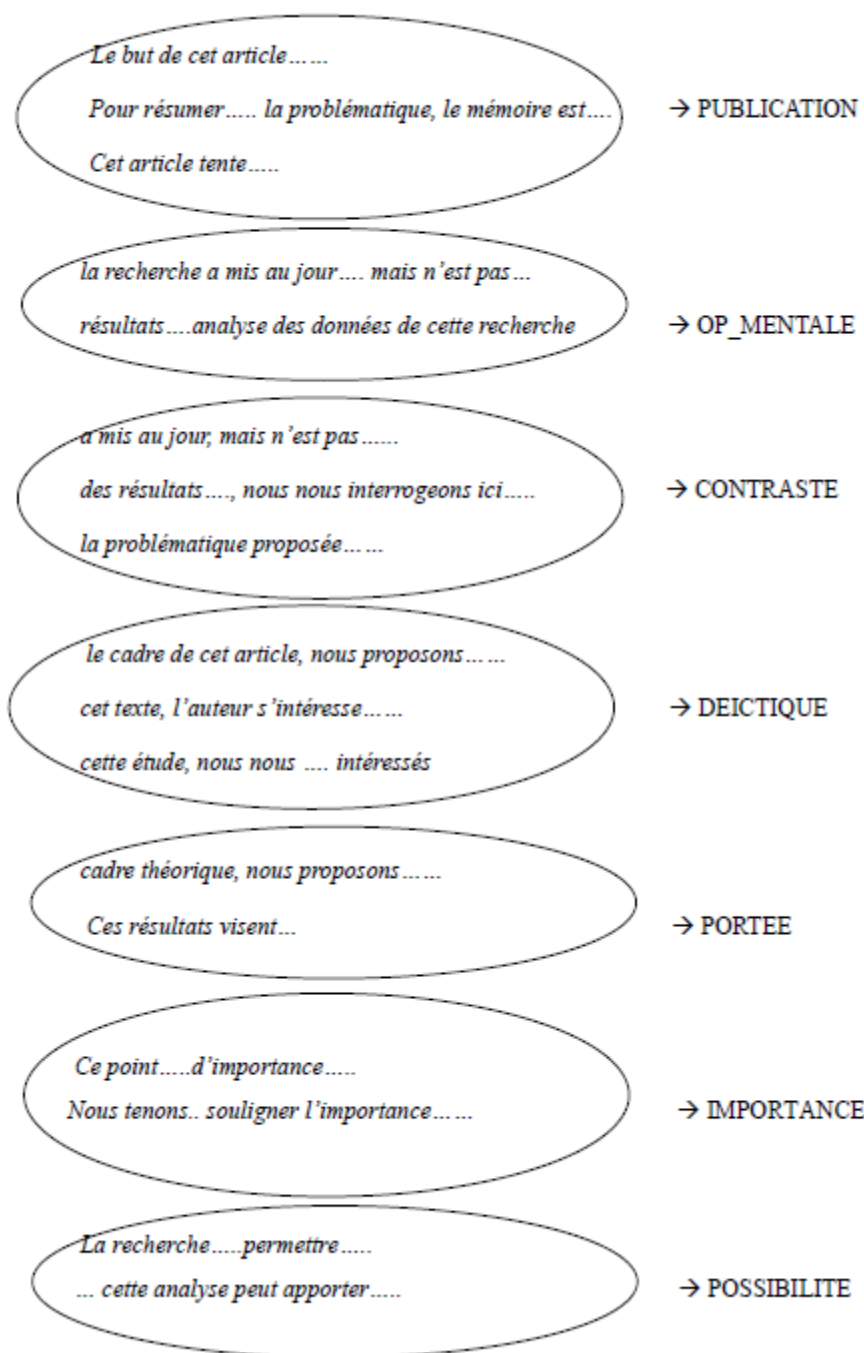 Le but de cet article……
Pour résumer….. la problématique, le mémoire est….
→ PUBLICATION
Cet article tente…..
la recherche a mis au jour…. mais n’est pas…
résultats….analyse des données de cette recherche
→ OP_MENTALE
a mis au jour, mais n’est pas……
des résultats…., nous nous interrogeons ici…..
→ CONTRASTE
la problématique proposée……
le cadre de cet article, nous proposons……
cet texte, l’auteur s’intéresse……
→ DEICTIQUE
cette étude, nous nous …. intéressés
cadre théorique, nous proposons……
Ces résultats visent…
→ PORTEE
Ce point…..d’importance…..
Nous tenons.. souligner l’importance……
→ IMPORTANCE
La recherche…..permettre…..
… cette analyse peut apporter…..
→ POSSIBILITE